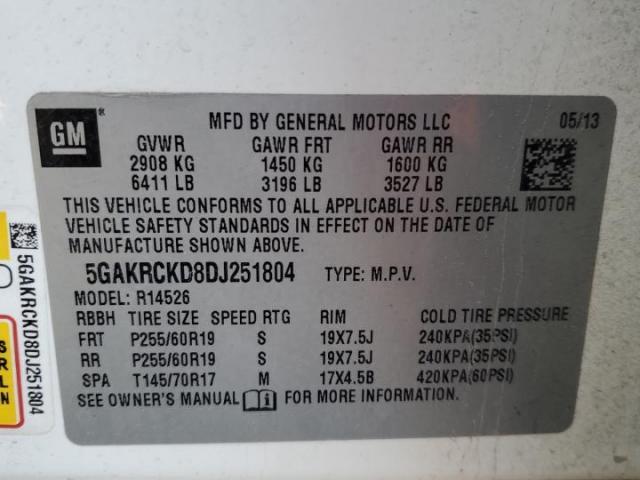 GM
®
MFD BY GENERAL MOTORS LLC 05/13
GVWR GAWR FRT GAWR RR
2908 KG 1450 KG 1600 KG
6411 LB 3196 LB 3527 LB
THIS VEHICLE CONFORMS TO ALL APPLICABLE U.S. FEDERAL MOTOR
VEHICLE SAFETY STANDARDS IN EFFECT ON THE DATE OF
MANUFACTURE SHOWN ABOVE.
5GAKRCKD8DJ251804 TYPE: M.P.V.
MODEL: R14526
RBBH TIRE SIZE SPEED RTG RIM COLD TIRE PRESSURE
FRT P255/60R19 S 19X7.5J 240KPA(35PSI)
RR P255/60R19 S 19X7.5J 240KPA(35PSI)
SPA T145/70R17 M 17X4.5B 420KPA(60PSI)
SEE OWNER'S MANUAL i FOR MORE INFORMATION.
5GAKRCKD8DJ251804
S
R
L
N